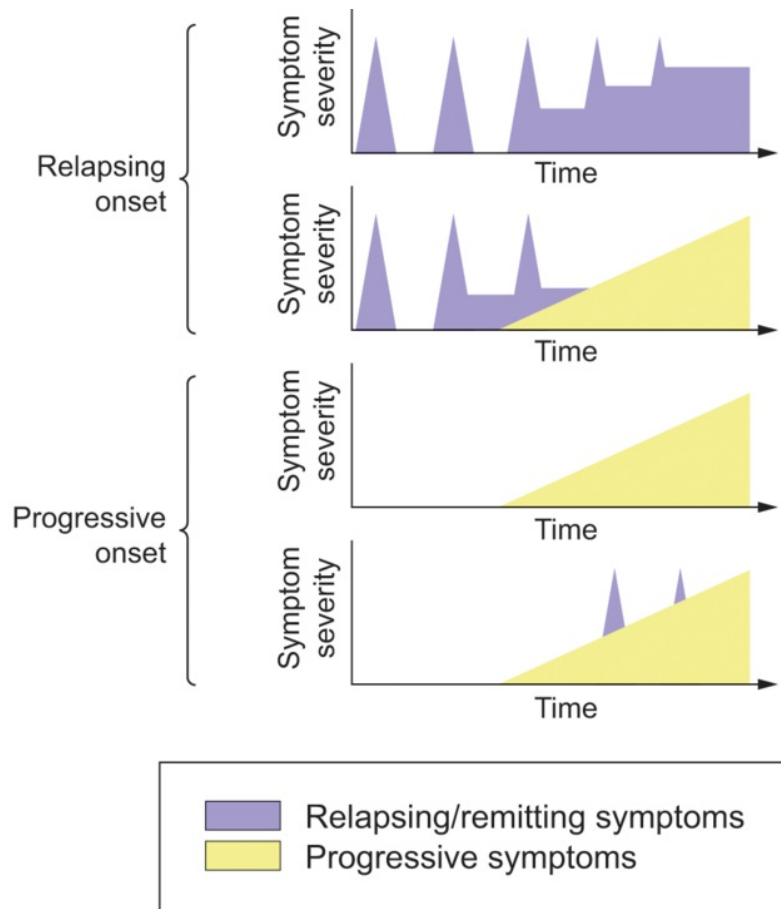 Symptom
severity
Time
Relapsing
onset
Symptom
severity
Time
Symptom
severity
Progressive
onset
Symptom
severity
Time
Relapsing/remitting symptoms
Progressive symptoms